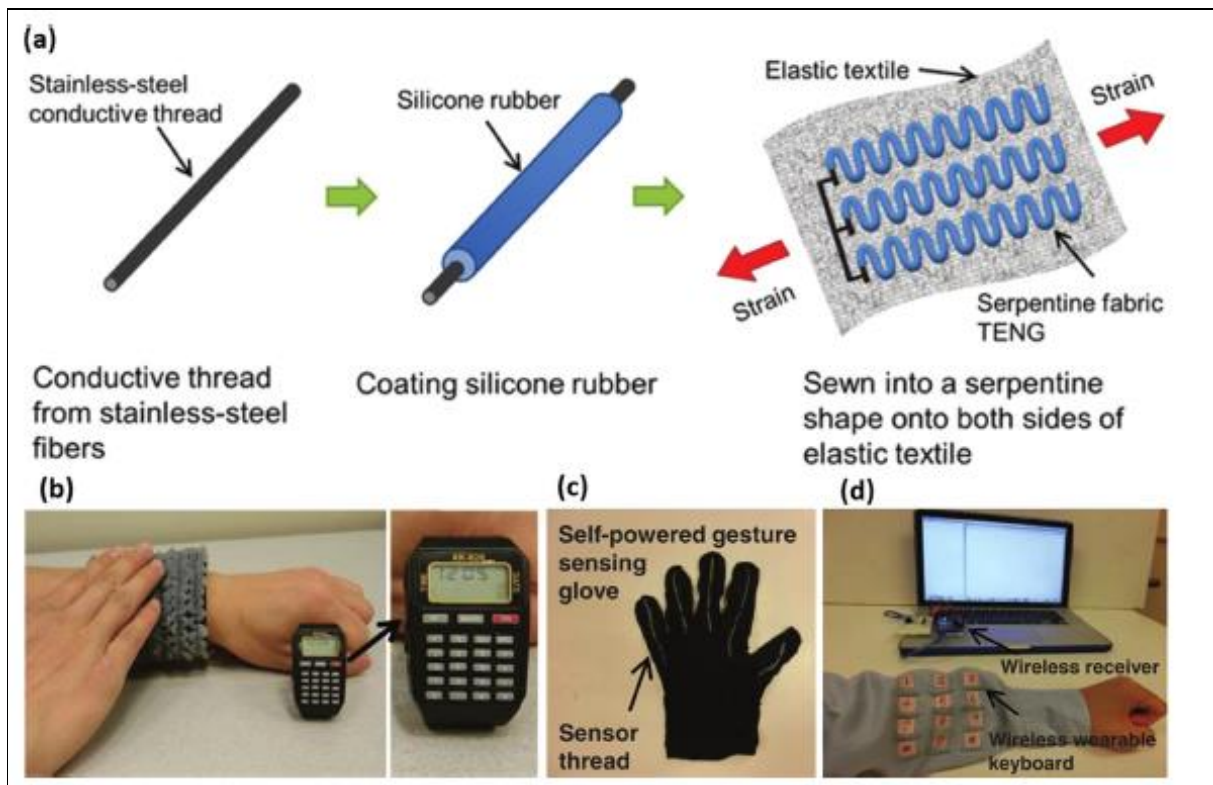 (a)
Stainless-steel
conductive thread
Silicone rubber
Elastic textile
Strain
Strain
Serpentine fabric
TENG
Conductive thread
from stainless-steel
fibers
Coating silicone rubber
Sewn into a serpentine
shape onto both sides of
elastic textile
(b)
(c)
(d)
Self-powered gesture
sensing
glove
Sensor
thread
Wireless receiver
Wireless wearable
keyboard